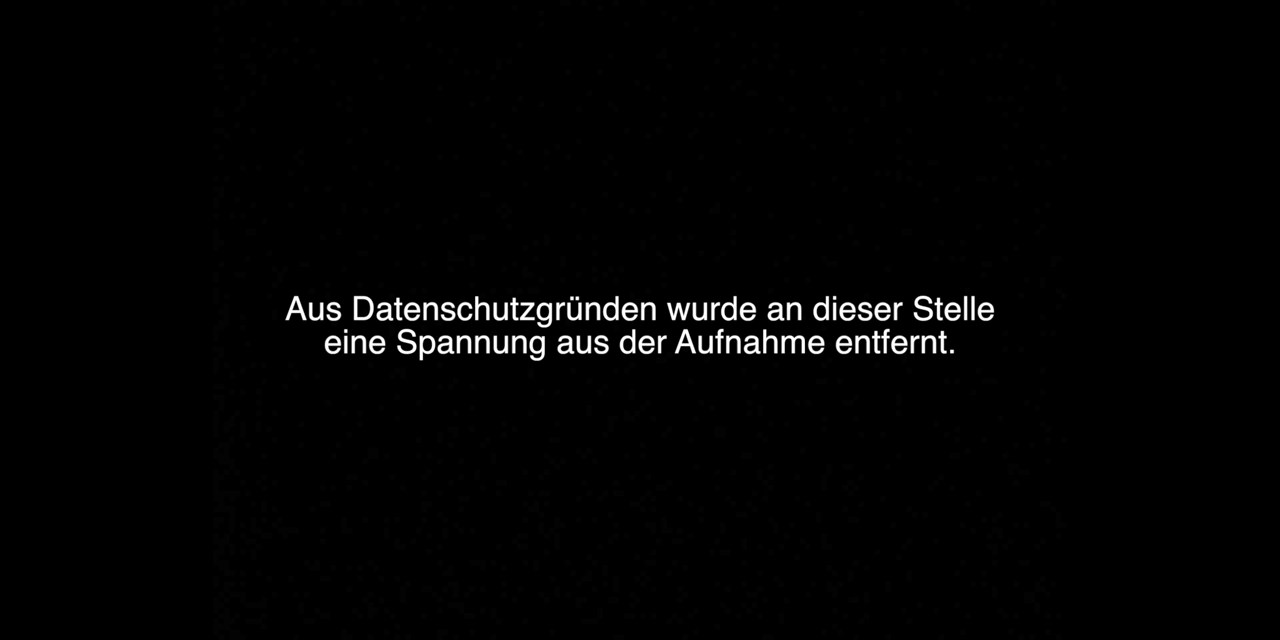 Aus Datenschutzgründen wurde an dieser Stelle
eine Spannung aus der Aufnahme entfernt.